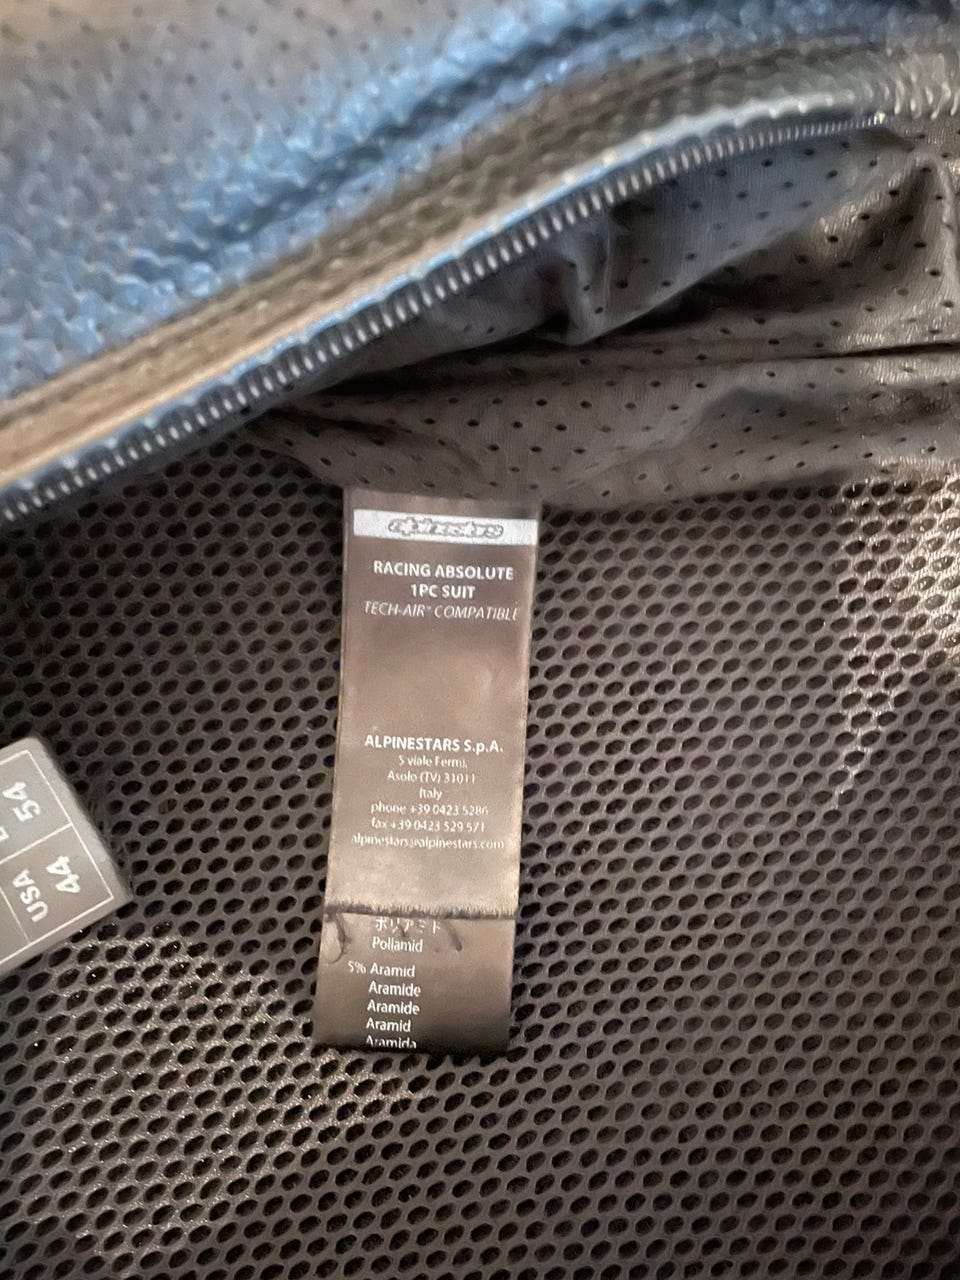 alpinestars
RACING ABSOLUTE
1PC SUIT
TECH-AIR™ COMPATIBLE
ALPINESTARS S.p.A.
5 viale Fermi,
Asolo (TV) 31011
Italy
phone +39 0423 5286
fax +39 0423 529 571
alpinestars@alpinestars.com
ポリアミド
Poliamid
5% Aramid
Aramide
Aramide
Aramid
Aramida
54
USA 44